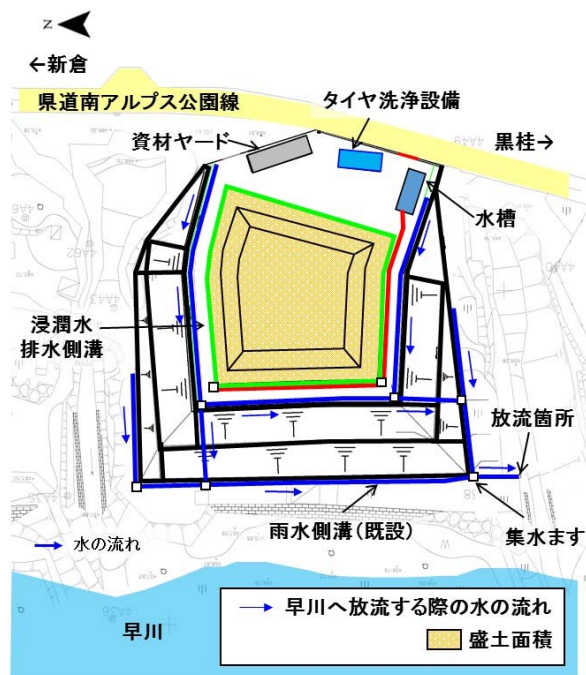 N
←新倉
県道南アルプス公園線
タイヤ洗浄設備
資材ヤード
黒桂→
水槽
浸潤水
排水側溝
放流箇所
雨水側溝(既設)
集水ます
水の流れ
早川へ放流する際の水の流れ
盛土面積
早川